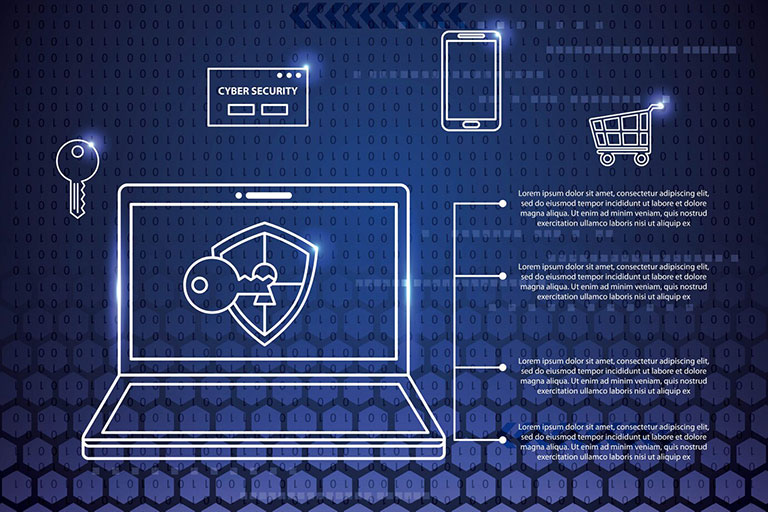 CYBER SECURITY
Lorem ipsum dolor sit amet, consectetur adipiscing elit,
sed do eiusmod tempor incididunt ut labore et dolore
magna aliqua. Ut enim ad minim veniam, quis nostrud
exercitation ullamco laboris nisi ut aliquip ex
Lorem ipsum dolor sit amet, consectetur adipiscing elit,
sed do eiusmod tempor incididunt ut labore et dolore
magna aliqua. Ut enim ad minim veniam, quis nostrud
exercitation ullamco laboris nisi ut aliquip ex
Lorem ipsum dolor sit amet, consectetur adipiscing elit,
sed do eiusmod tempor incididunt ut labore et dolore
magna aliqua. Ut enim ad minim veniam, quis nostrud
exercitation ullamco laboris nisi ut aliquip ex
Lorem ipsum dolor sit amet, consectetur adipiscing elit,
sed do eiusmod tempor incididunt ut labore et dolore
magna aliqua. Ut enim ad minim veniam, quis nostrud
exercitation ullamco laboris nisi ut aliquip ex